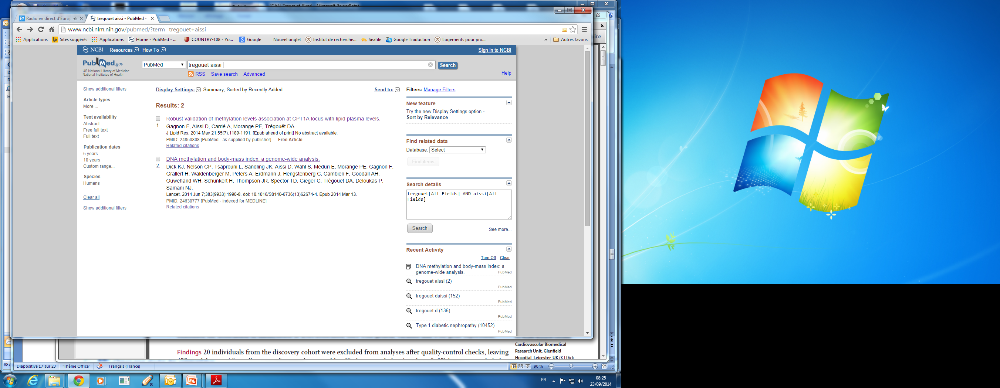 ICAN_Tregouet_Ryad - Microsoft PowerPoint
Radio en direct d'Europ
tregouet aissi - PubMed -
www.ncbi.nlm.nih.gov/pubmed/?term=tregouet+aissi
Applications Sites suggérés Applications Home - PubMed - ... COUNTRY•108 - Yo... Google Nouvel onglet Institut de recherche... Seafile Google Traduction Logements pour pro... » Autres favoris
NCBI Resources How To Sign in to NCBI
PubMed.gov
US National Library of Medicine
National Institutes of Health
PubMed tregouet aissi Search
RSS Save search Advanced Help
Show additional filters
Article types
More ...
Text availability
Abstract
Free full text
Full text
Publication dates
5 years
10 years
Custom range...
Species
Humans
Clear all
Show additional filters
Display Settings: Summary, Sorted by Recently Added Send to:
Results: 2
Robust validation of methylation levels association at CPT1A locus with lipid plasma levels.
1. Gagnon F, Aïssi D, Carrié A, Morange PE, Trégouët DA.
J Lipid Res. 2014 May 21;55(7):1189-1191. [Epub ahead of print] No abstract available.
PMID: 24850808 [PubMed - as supplied by publisher] Free Article
Related citations
DNA methylation and body-mass index: a genome-wide analysis.
2. Dick KJ, Nelson CP, Tsaprouni L, Sandling JK, Aïssi D, Wahl S, Meduri E, Morange PE, Gagnon F,
Grallert H, Waldenberger M, Peters A, Erdmann J, Hengstenberg C, Cambien F, Goodall AH,
Ouwehand WH, Schunkert H, Thompson JR, Spector TD, Gieger C, Trégouët DA, Deloukas P,
Samani NJ.
Lancet. 2014 Jun 7;383(9933):1990-8. doi: 10.1016/S0140-6736(13)62674-4. Epub 2014 Mar 13.
PMID: 24630777 [PubMed - indexed for MEDLINE]
Related citations
Filters: Manage Filters
New feature
Try the new Display Settings option -
Sort by Relevance
Find related data
Database: Select
Find items
Search details
tregouet[All Fields] AND aissi[All
Fields]
Search See more...
Recent Activity
Turn Off Clear
DNA methylation and body-mass index: a
genome-wide analysis. PubMed
tregouet aissi (2)
PubMed
tregouet daissi (152)
PubMed
tregouet d (136)
PubMed
Type 1 diabetic nephropathy (10452)
PubMed
Cardiovascular Biomedical
Research Unit, Glenfield
Hospital, Leicester, UK (K J Dick,
Findings 20 individuals from the discovery cohort were excluded from analyses after quality-control checks, leaving
887
Diapositive 17 sur 23 "Thème Office" Français (France) 90 %
FR 08:25
23/09/2014